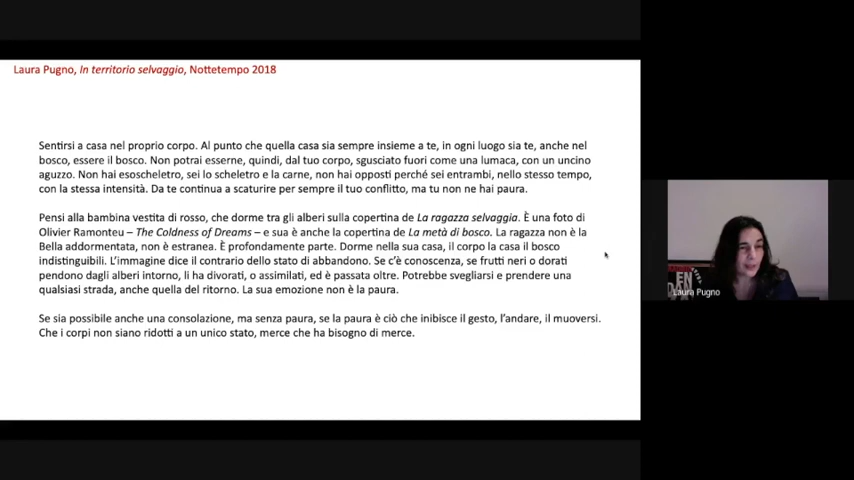 Laura Pugno, In territorio selvaggio, Nottetempo 2018
Sentirsi a casa nel proprio corpo. Al punto che quella casa sia sempre insieme a te, in ogni luogo sia te, anche nel
bosco, essere il bosco. Non potrai esserne, quindi, dal tuo corpo, sgusciato fuori come una lumaca, con un uncino
aguzzo. Non hai esoscheletro, sei lo scheletro e la carne, non hai opposti perché sei entrambi, nello stesso tempo,
con la stessa intensità. Da te continua a scaturire per sempre il tuo conflitto, ma tu non ne hai paura.
Pensi alla bambina vestita di rosso, che dorme tra gli alberi sulla copertina de La ragazza selvaggia. È una foto di
Olivier Ramonteu – The Coldness of Dreams – e sua è anche la copertina de La metà di bosco. La ragazza non è la
Bella addormentata, non è estranea. È profondamente parte. Dorme nella sua casa, il corpo la casa il bosco
indistinguibili. L'immagine dice il contrario dello stato di abbandono. Se c'è conoscenza, se frutti neri o dorati
pendono dagli alberi intorno, li ha divorati, o assimilati, ed è passata oltre. Potrebbe svegliarsi e prendere una
qualsiasi strada, anche quella del ritorno. La sua emozione non è la paura.
Se sia possibile anche una consolazione, ma senza paura, se la paura è ciò che inibisce il gesto, l'andare, il muoversi.
Che i corpi non siano ridotti a un unico stato, merce che ha bisogno di merce.
Laura Pugno